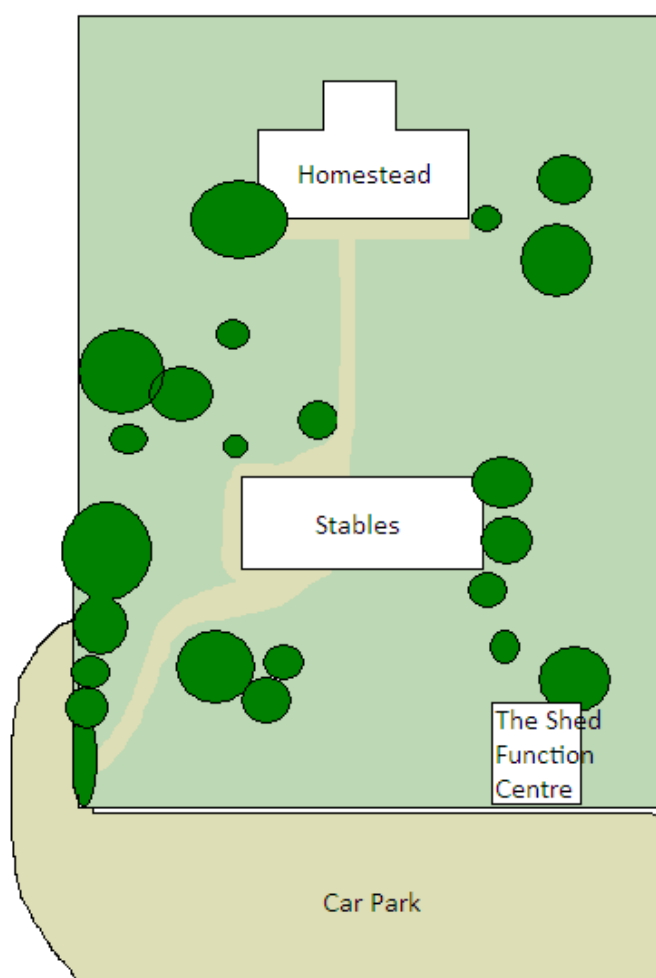 Homestead
Stables
The Shed
Function
Centre
Car Park